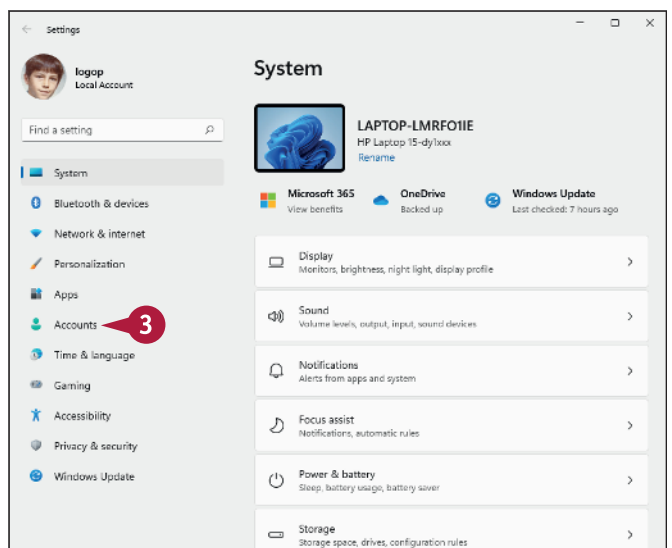 Settings
logop
Local Account
Find a setting
System
Bluetooth & devices
Network & internet
Personalization
Apps
Accounts
3
Time & language
Gaming
Accessibility
Privacy & security
Windows Update
System
LAPTOP-LMRFO1IE
HP Laptop 15-dy1xxx
Rename
Microsoft 365
View benefits
OneDrive
Backed up
Windows Update
Last checked: 7 hours ago
Display
Monitors, brightness, night light, display profile
Sound
Volume levels, output, input, sound devices
Notifications
Alerts from apps and system
Focus assist
Notifications, automatic rules
Power & battery
Sleep, battery usage, battery saver
Storage
Storage space, drives, configuration rules